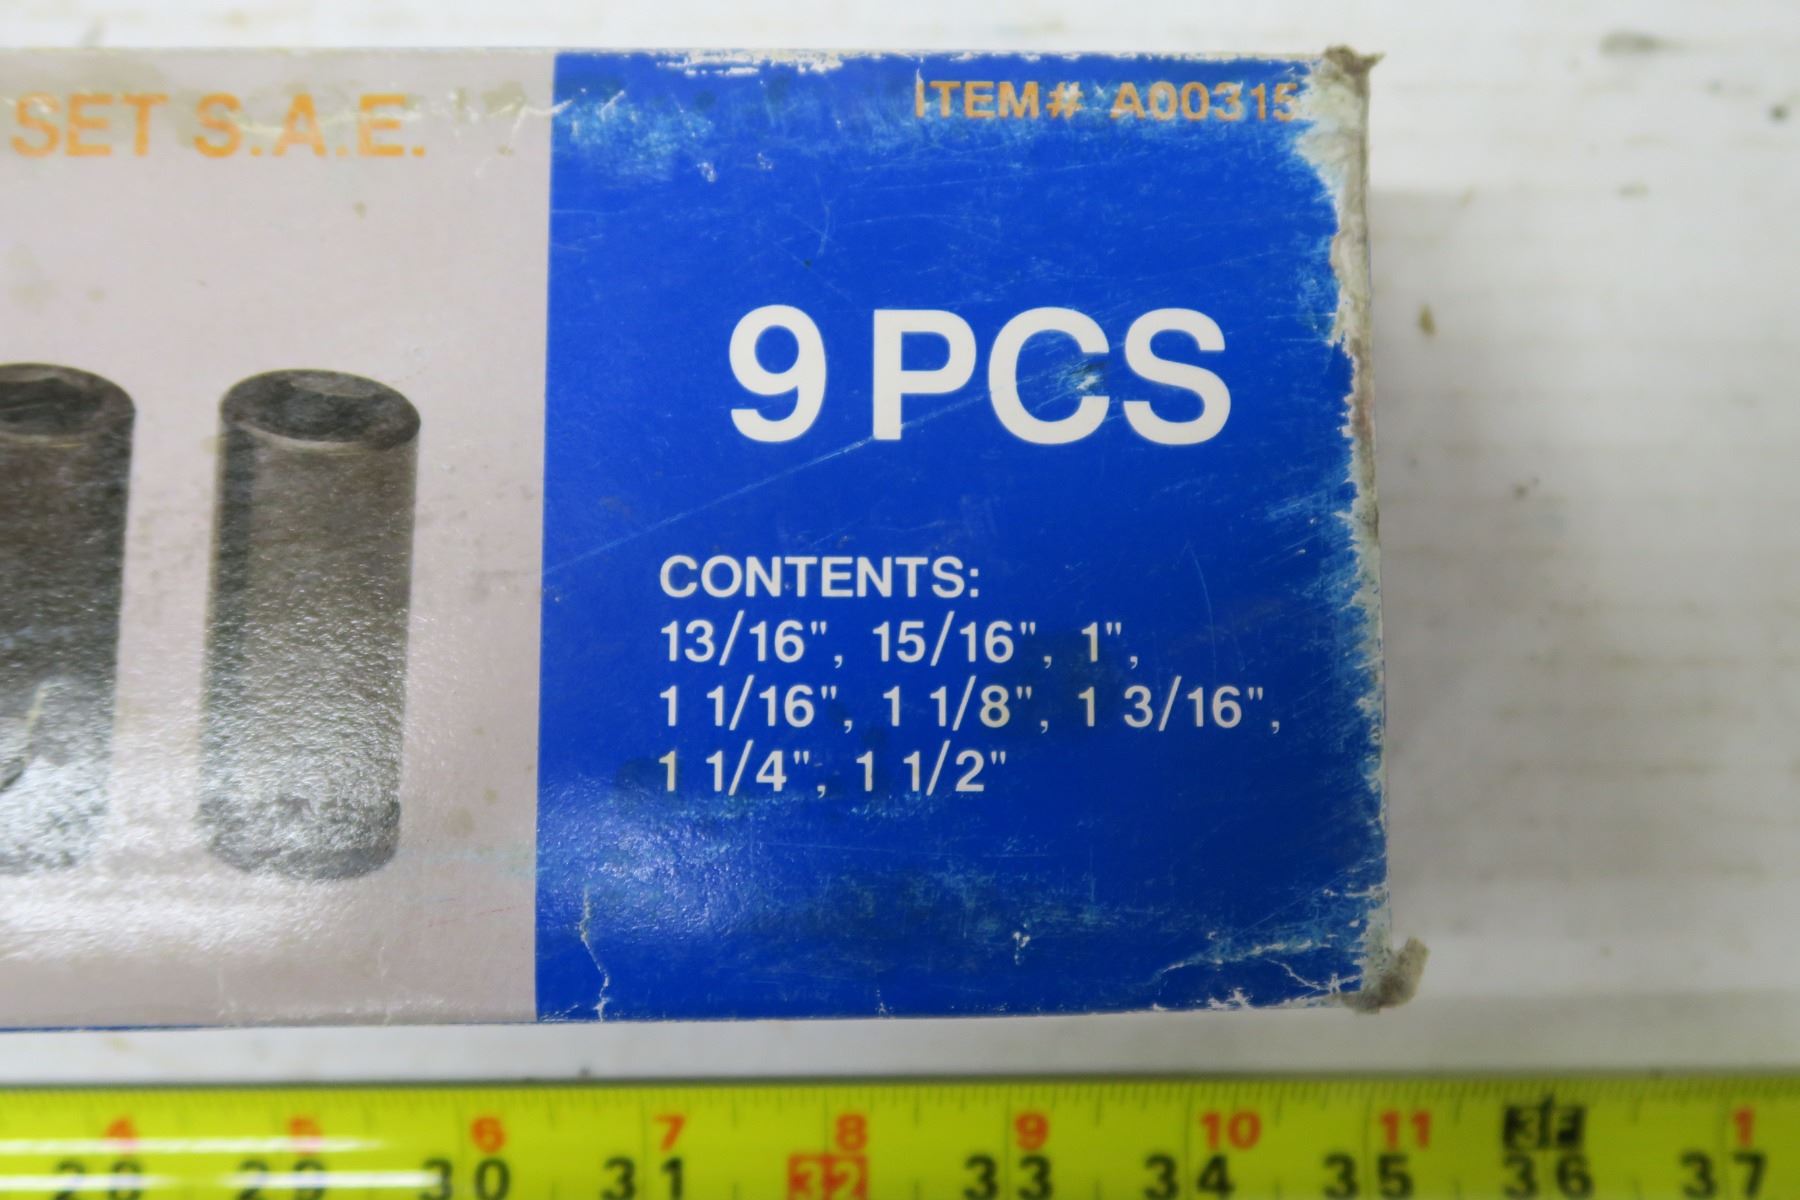 SET S.A.E.
ITEM# A00315
9 PCS
CONTENTS:
13/16", 15/16", 1",
1 1/16", 1 1/8", 1 3/16",
1 1/4", 1 1/2"
4 5 6 7 8 9 10 11 3F 1
28 29 30 31 32 33 34 35 36 37